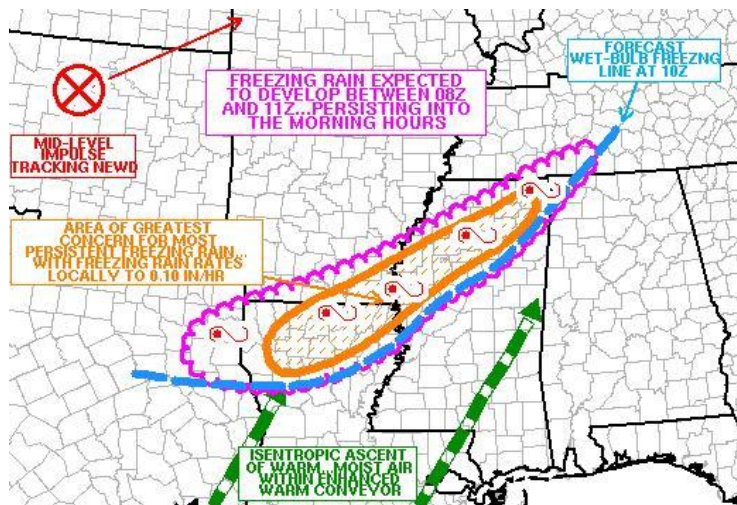 FORECAST
WET-BULB FREEZNG
LINE AT 10Z
FREEZING RAIN EXPECTED
TO DEVELOP BETWEEN 08Z
AND 11Z...PERSISTING INTO
THE MORNING HOURS
MID-LEVEL
IMPULSE
TRACKING NEWD
AREA OF GREATEST
CONCERN FOR MOST
PERSISTENT FREEZING RAIN...
WITH FREEZING RAIN RATES
LOCALLY TO 0.10 IN/HR
ISENTROPIC ASCENT
OF WARM...MOIST AIR
WITHIN ENHANCED
WARM CONVEYOR